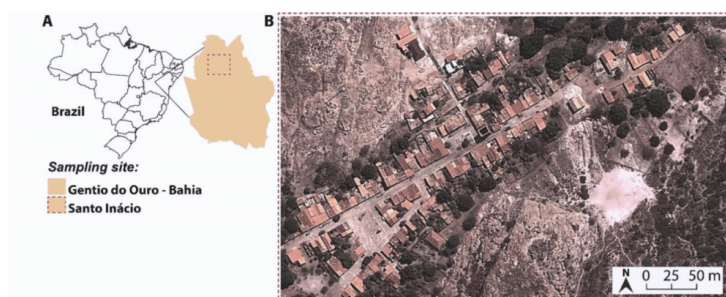 A
B
Brazil
Sampling site:
Gentio do Ouro - Bahia
Santo Inácio
N 0 25 50 m